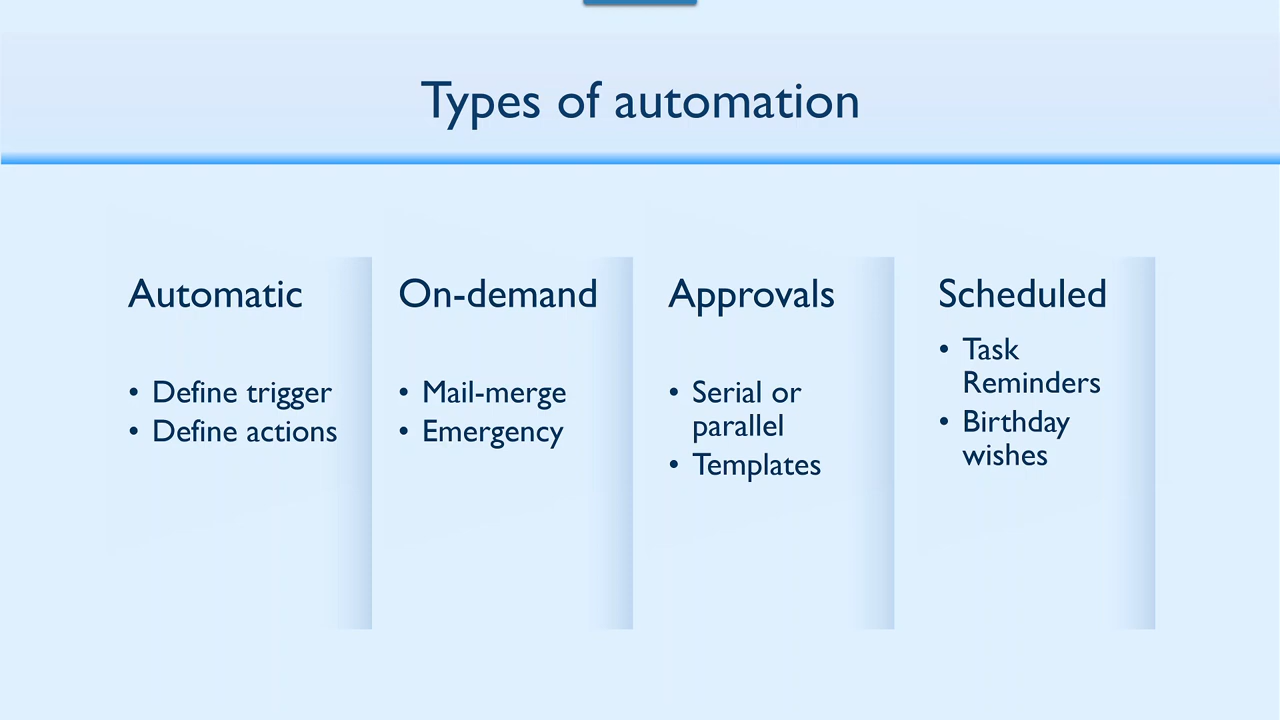 Types of automation
Automatic
• Define trigger
• Define actions
On-demand
• Mail-merge
• Emergency
Approvals
• Serial or
parallel
• Templates
Scheduled
• Task
Reminders
• Birthday
wishes